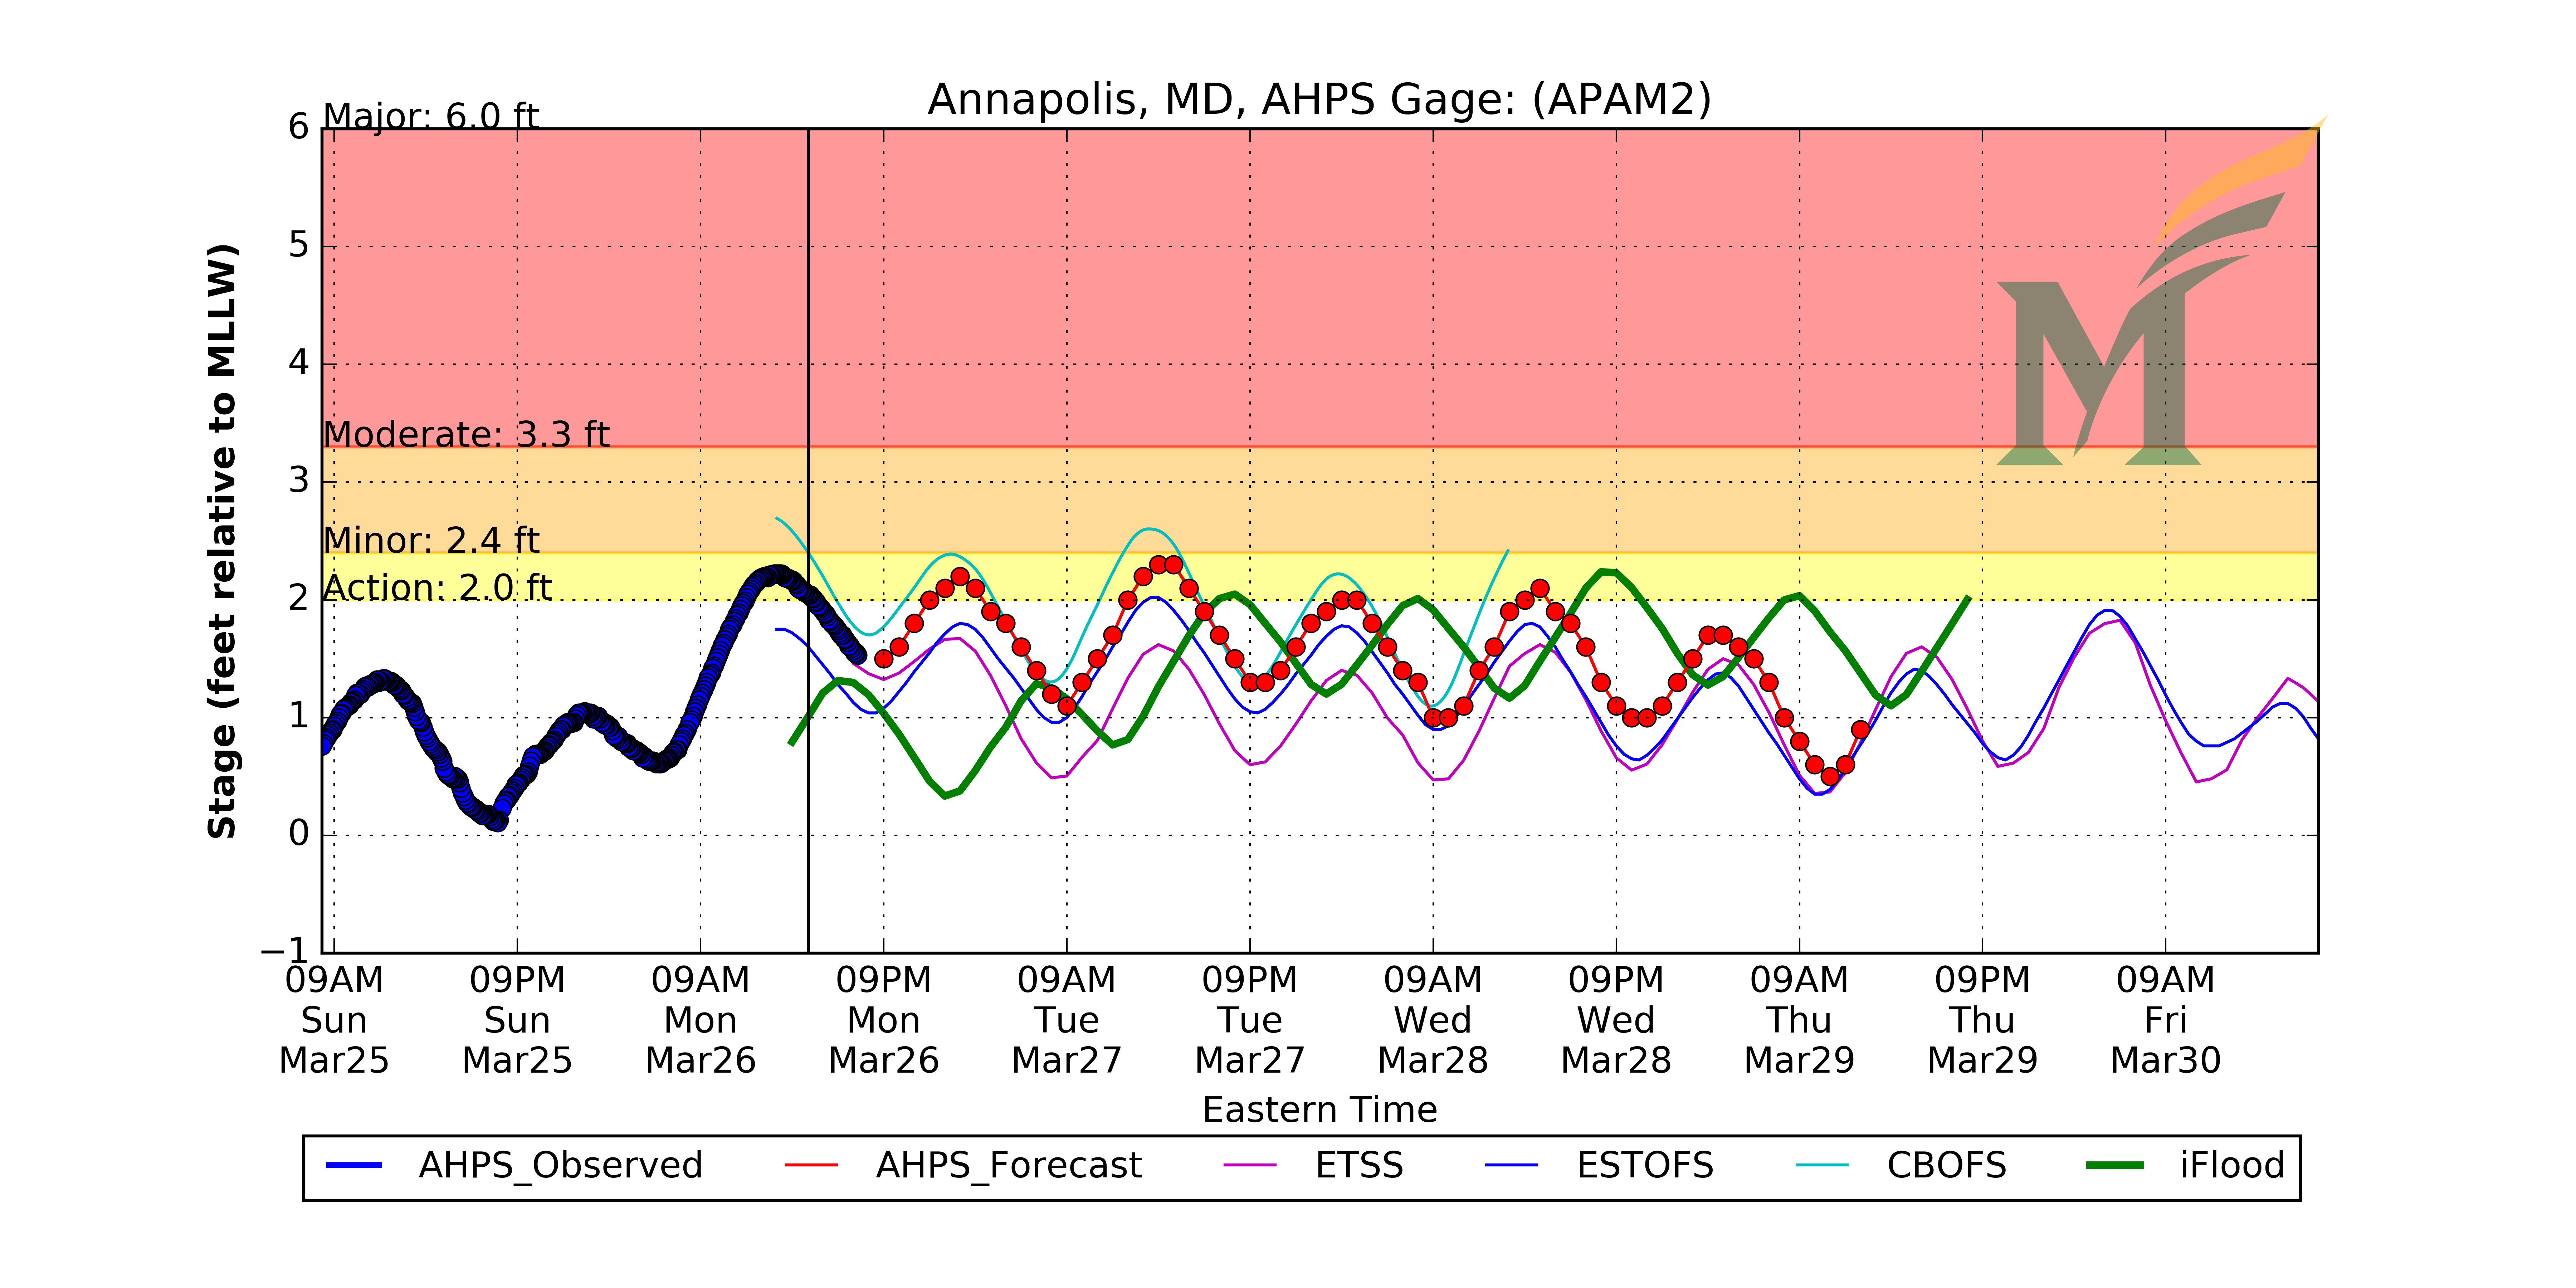 Annapolis, MD, AHPS Gage: (APAM2)
Major: 6.0 ft
Moderate: 3.3 ft
Minor: 2.4 ft
Action: 2.0 ft
Stage (feet relative to MLLW)
6
5
4
3
2
1
0
−1
09AM 09PM 09AM 09PM 09AM 09PM 09AM 09PM 09AM 09PM 09AM
Sun Sun Mon Mon Tue Tue Wed Wed Thu Thu Fri
Mar25 Mar25 Mar26 Mar26 Mar27 Mar27 Mar28 Mar28 Mar29 Mar29 Mar30
Eastern Time
AHPS_Observed AHPS_Forecast ETSS ESTOFS CBOFS iFlood